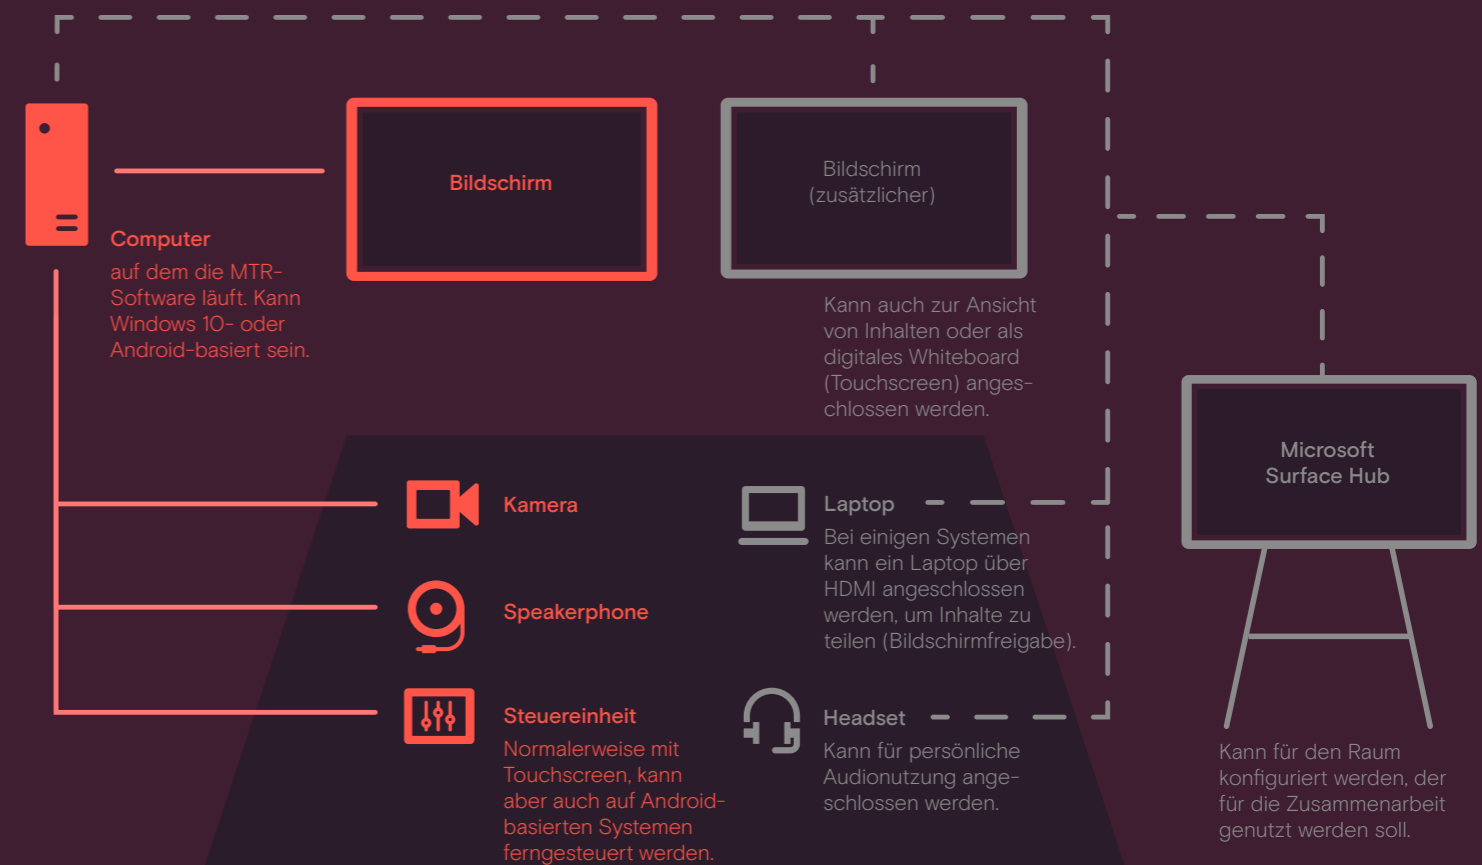 Bildschirm
Bildschirm
(zusätzlicher)
Computer
auf dem die MTR-
Software läuft. Kann
Windows 10- oder
Android-basiert sein.
Kann auch zur Ansicht
von Inhalten oder als
digitales Whiteboard
(Touchscreen) anges-
chlossen werden.
Microsoft
Surface Hub
Kamera
Speakerphone
Steuereinheit
Normalerweise mit
Touchscreen, kann
aber auch auf Android-
basierten Systemen
ferngesteuert werden.
Laptop
Bei einigen Systemen
kann ein Laptop über
HDMI angeschlossen
werden, um Inhalte zu
teilen (Bildschirmfreigabe).
Headset
Kann für persönliche
Audionutzung ange-
schlossen werden.
Kann für den Raum
konfiguriert werden, der
für die Zusammenarbeit
genutzt werden soll.